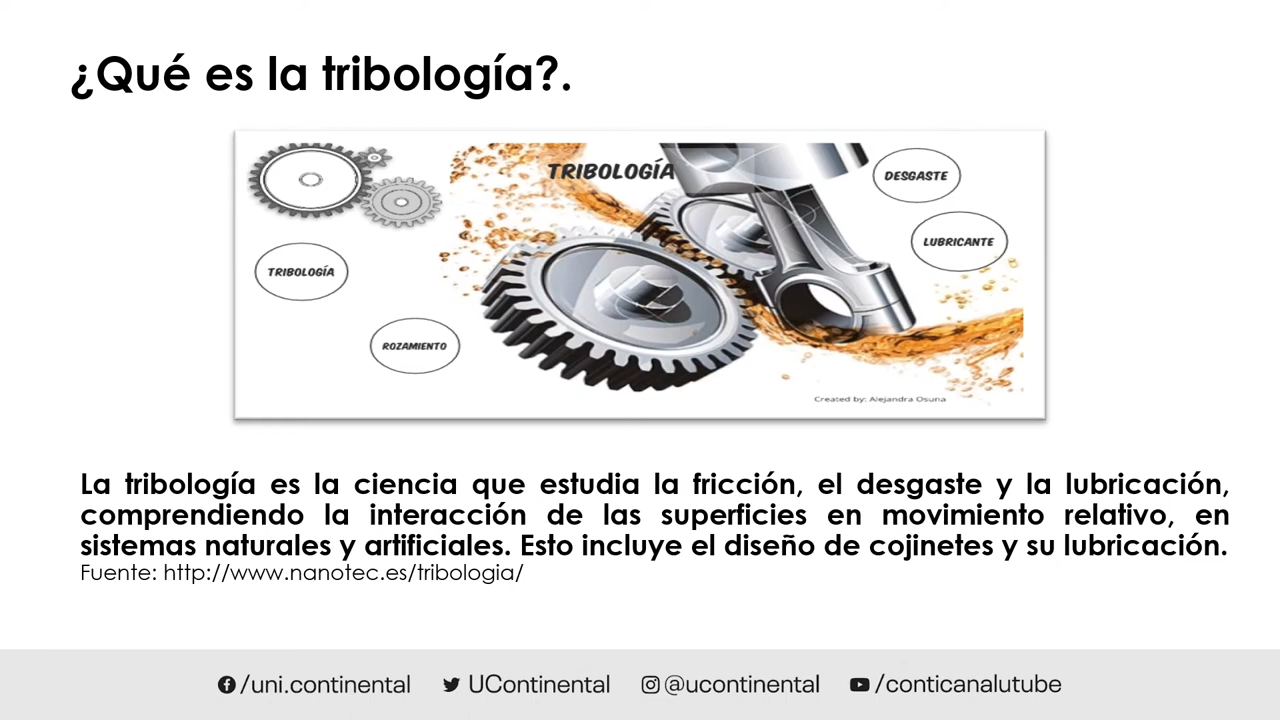 ¿Qué es la tribología?.
TRIBOLOGÍA
DESGASTE
LUBRICANTE
TRIBOLOGÍA
ROZAMIENTO
Created by: Alejandra Osuna
La tribología es la ciencia que estudia la fricción, el desgaste y la lubricación,
comprendiendo la interacción de las superficies en movimiento relativo, en
sistemas naturales y artificiales. Esto incluye el diseño de cojinetes y su lubricación.
Fuente: http://www.nanotec.es/tribologia/
/uni.continental UContinental @ucontinental /conticanalutube